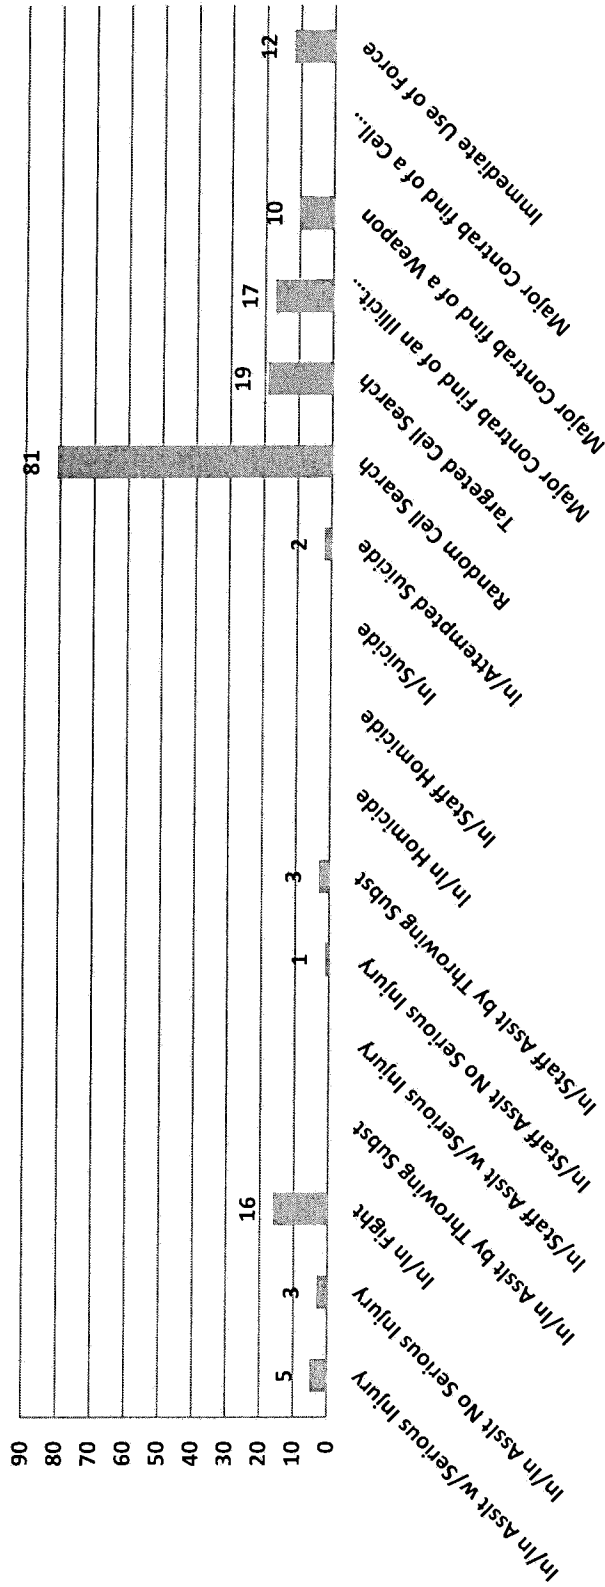 90
80
70
60
50
40
30
20
10
0
5
3
16
1
3
2
81
19
17
10
12
In/In Asslt w/Serious Injury
In/In Asslt No Serious Injury
In/In Fight
In/In Asslt by Throwing Subst
In/Staff Asslt w/Serious Injury
In/Staff Asslt No Serious Injury
In/Staff Asslt by Throwing Subst
In/In Homicide
In/Staff Homicide
In/Suicide
In/Attempted Suicide
Random Cell Search
Targeted Cell Search
Major Contrab Find of an Illicit...
Major Contrab find of a Weapon
Major Contrab find of a Cell...
Immediate Use of Force